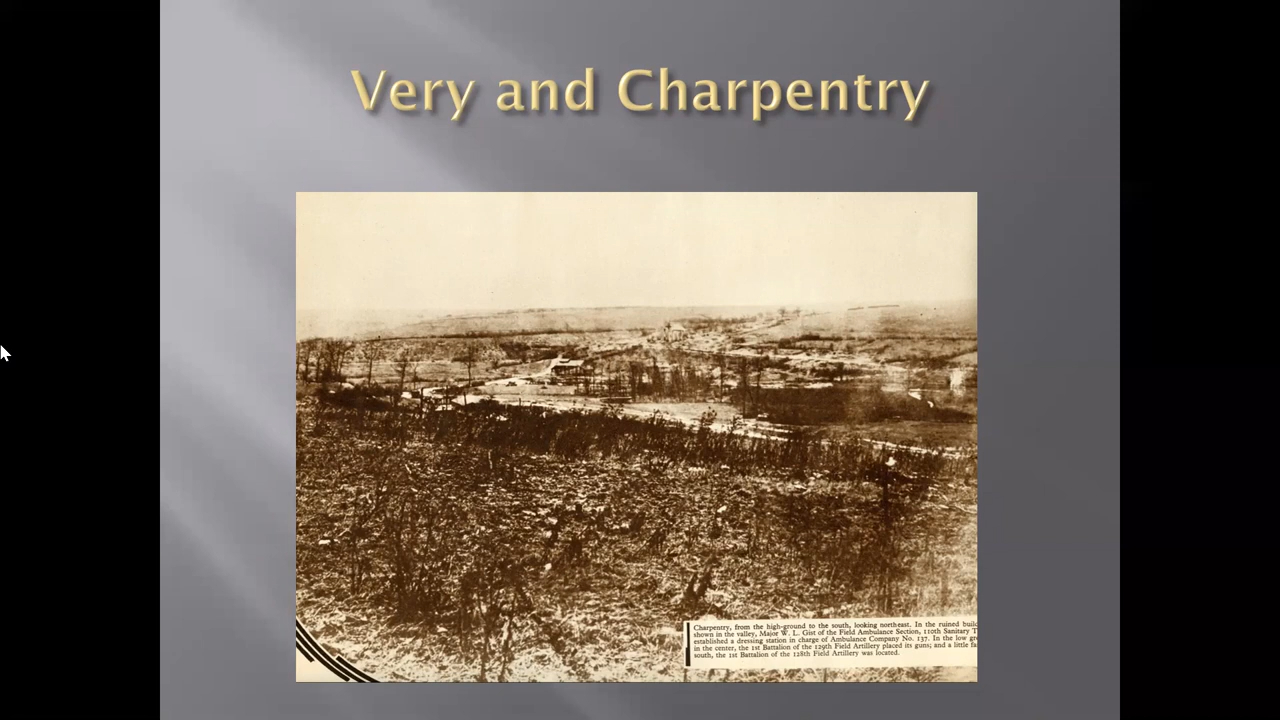 Very and Charpentry
Charpentry, from the high-ground to the south, looking northeast. In the ruined
shown in the valley, Major W. L. Gist of the Field Ambulance Section, 110th Sanitary
established a dressing station in charge of Ambulance Company No. 137. In the low
in the center, the 1st Battalion of the 129th Field Artillery placed its guns; and a little
south, the 1st Battalion of the 128th Field Artillery was located.